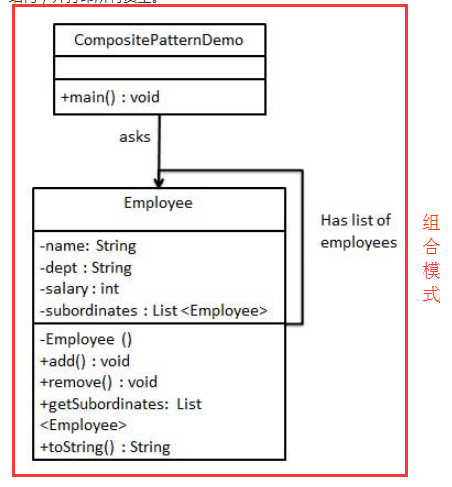 CompositePatternDemo
+main() : void
asks
Employee
-name: String
-dept : String
-salary : int
-subordinates : List <Employee>
-Employee ()
+add() : void
+remove() : void
+getSubordinates: List
<Employee>
+toString() : String
Has list of
employees
组
合
模
式